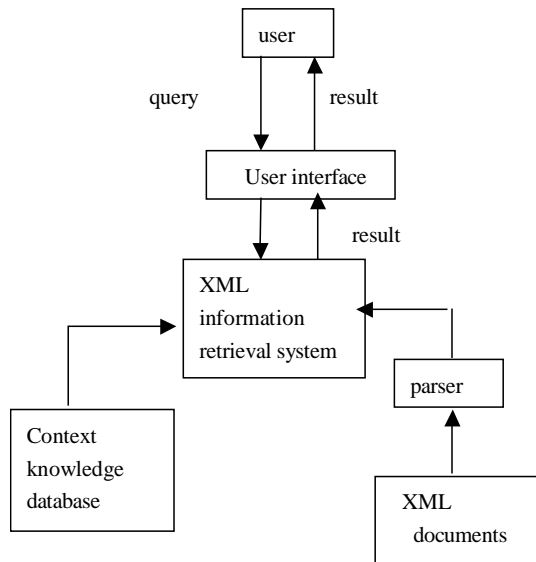 user
query
result
User interface
result
XML
information
retrieval system
parser
Context
knowledge
database
XML
documents